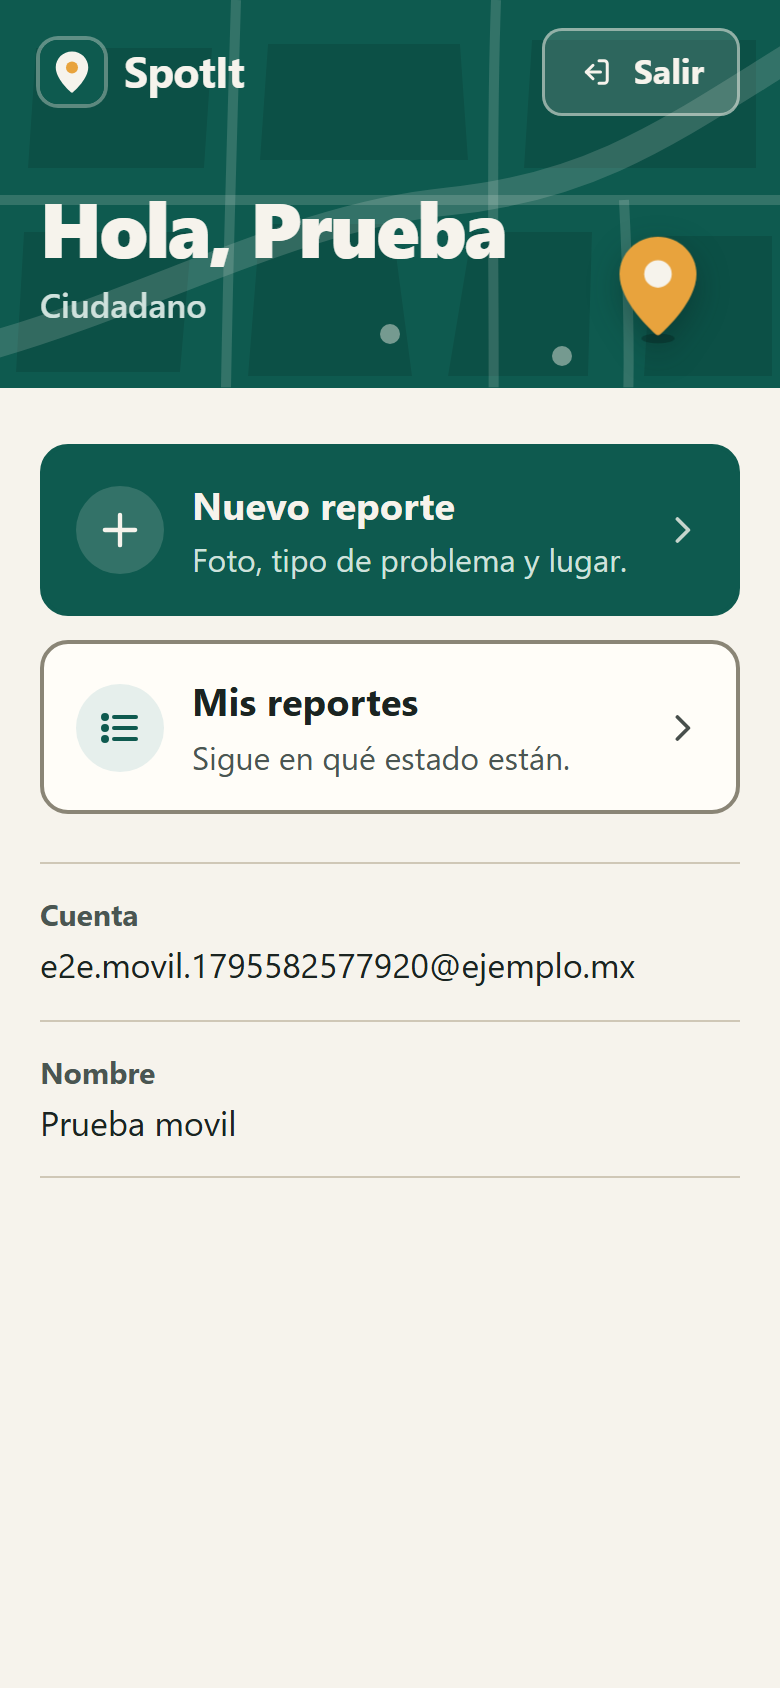 SpotIt
Salir
Hola, Prueba
Ciudadano
Nuevo reporte
Foto, tipo de problema y lugar.
Mis reportes
Sigue en qué estado están.
Cuenta
e2e.movil.1795582577920@ejemplo.mx
Nombre
Prueba movil